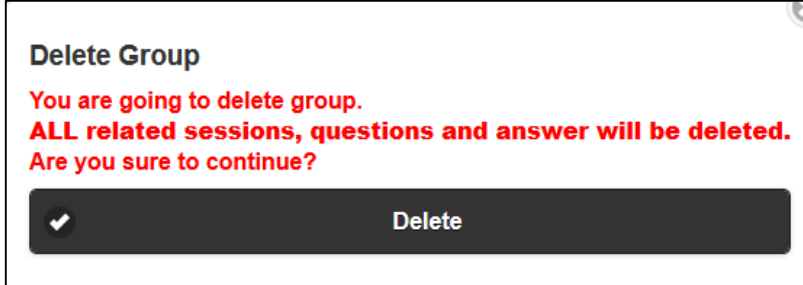 Delete Group
You are going to delete group.
ALL related sessions, questions and answer will be deleted.
Are you sure to continue?
Delete